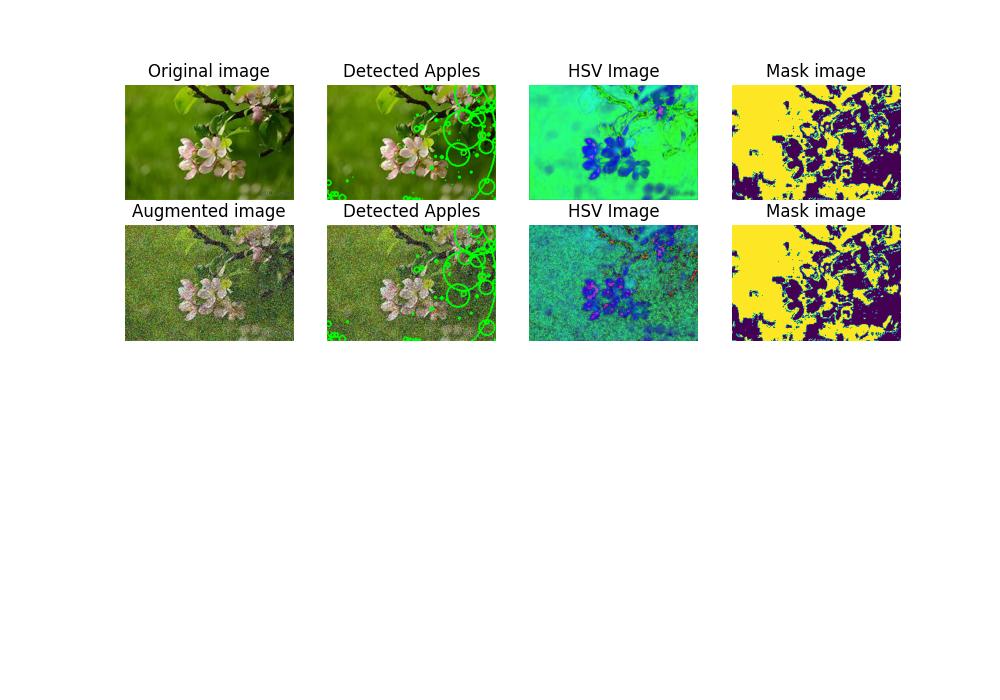 Original image
Detected Apples
HSV Image
Mask image
Augmented image
Detected Apples
HSV Image
Mask image